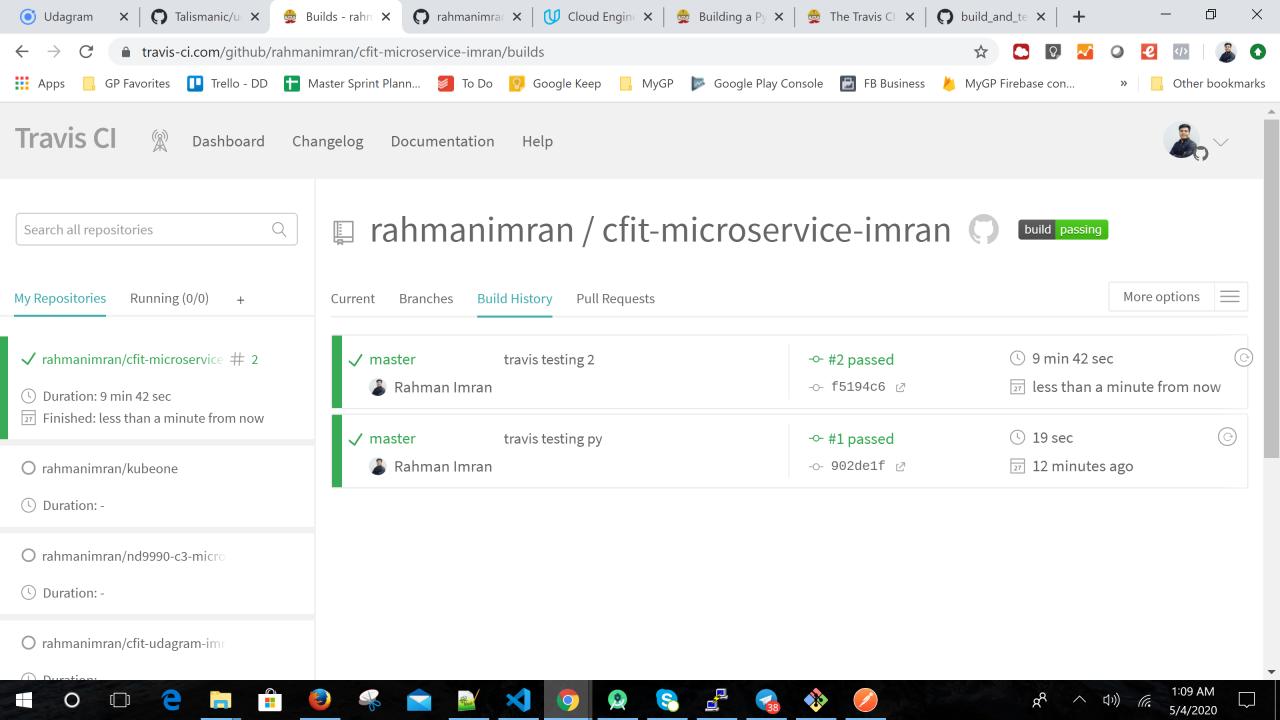 Udagram
Talismanic/u
Builds - rahm
rahmanimra
Cloud Engin
Building a Py
The Travis C
build_and_te
travis-ci.com/github/rahmanimran/cfit-microservice-imran/builds
Apps
GP Favorites
Trello - DD
Master Sprint Plann...
To Do
Google Keep
MyGP
Google Play Console
FB Business
MyGP Firebase con...
»
Other bookmarks
Travis CI
Dashboard
Changelog
Documentation
Help
Search all repositories
rahmanimran / cfit-microservice-imran
build passing
My Repositories
Running (0/0)
+
Current
Branches
Build History
Pull Requests
More options
rahmanimran/cfit-microservice
# 2
Duration: 9 min 42 sec
Finished: less than a minute from now
master
travis testing 2
#2 passed
9 min 42 sec
Rahman Imran
f5194c6
less than a minute from now
master
travis testing py
#1 passed
19 sec
Rahman Imran
902de1f
12 minutes ago
rahmanimran/kubeone
Duration: -
rahmanimran/nd9990-c3-micro
Duration: -
rahmanimran/cfit-udagram-imr
Duration: -
38
1:09 AM
5/4/2020